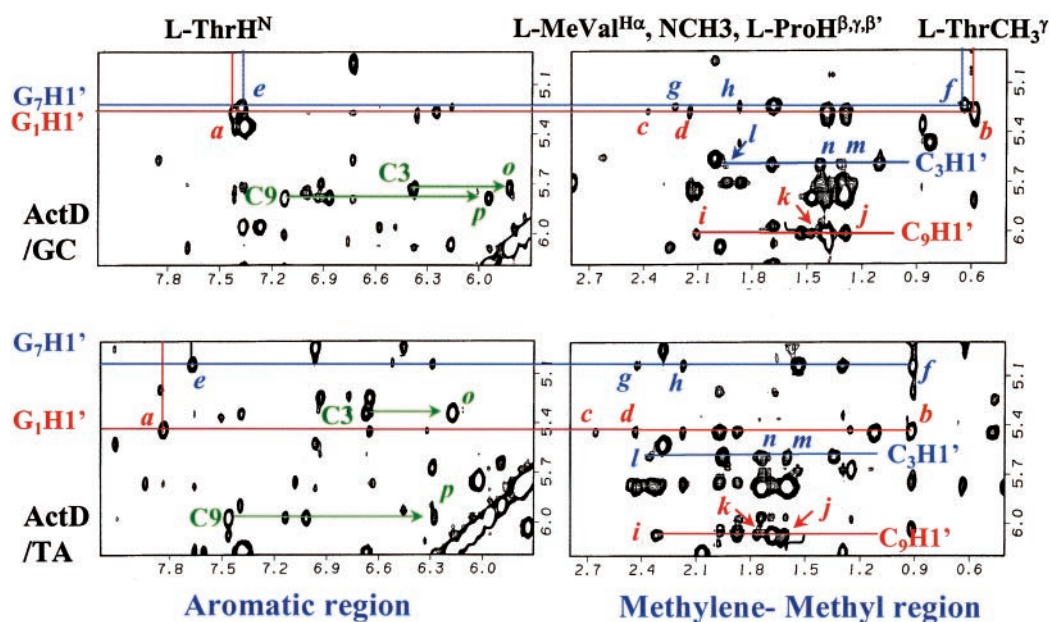 L-ThrH^N L-MeVal^Hα, NCH3, L-ProH^β,γ,β’ L-ThrCH₃^γ
G₇H1’ e g h f 5.1
G₁H1’ a c d b 5.4
l n m C₃H1’
C3 o 5.7
C9 p k
ActD i j C₉H1’ 6.0
/GC
7.8 7.5 7.2 6.9 6.6 6.3 6.0 2.7 2.4 2.1 1.8 1.5 1.2 0.9 0.6
G₇H1’ e g h f 5.1
G₁H1’ a C3 o c d b 5.4
l n m C₃H1’
5.7
p k j
ActD C9 i C₉H1’ 6.0
/TA
7.8 7.5 7.2 6.9 6.6 6.3 6.0 2.7 2.4 2.1 1.8 1.5 1.2 0.9 0.6
Aromatic region Methylene- Methyl region